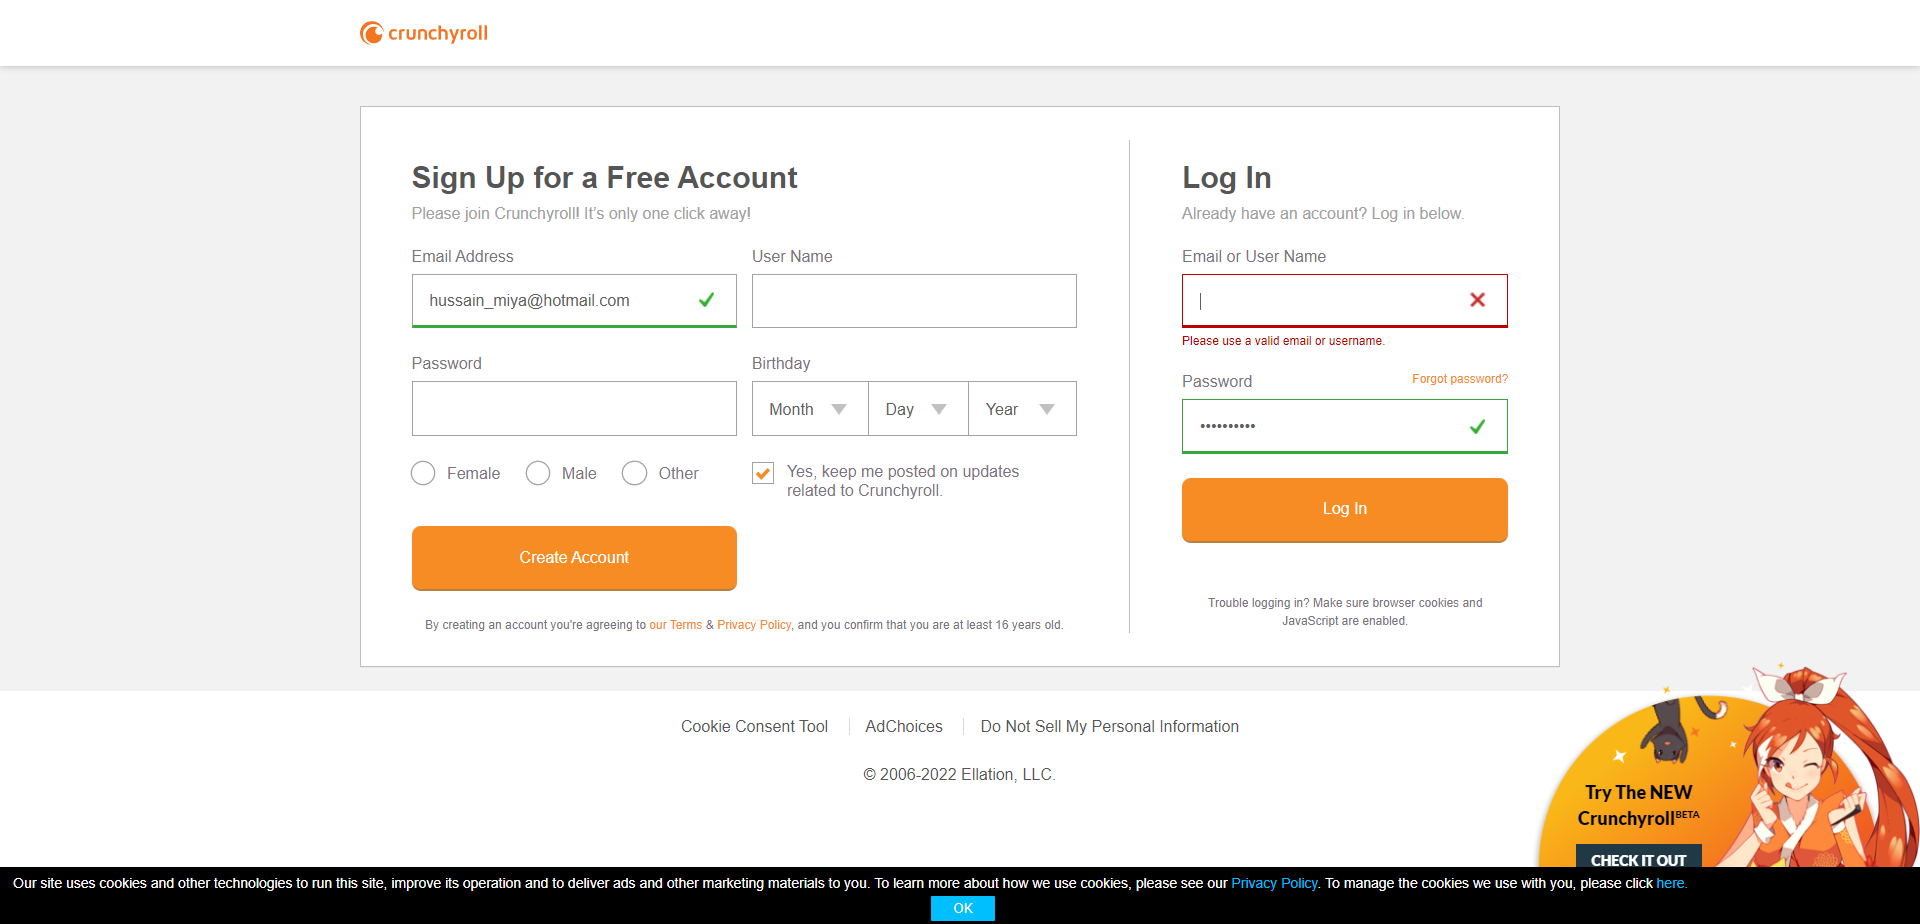 crunchyroll
Sign Up for a Free Account
Please join Crunchyroll! It's only one click away!
Email Address
User Name
hussain_miya@hotmail.com
Password
Birthday
Month
Day
Year
Female
Male
Other
Yes, keep me posted on updates
related to Crunchyroll.
Create Account
By creating an account you're agreeing to our Terms & Privacy Policy, and you confirm that you are at least 16 years old.
Log In
Already have an account? Log in below.
Email or User Name
Please use a valid email or username.
Password
Forgot password?
••••••••••
Log In
Trouble logging in? Make sure browser cookies and
JavaScript are enabled.
Cookie Consent Tool
AdChoices
Do Not Sell My Personal Information
© 2006-2022 Ellation, LLC.
Try The NEW
Crunchyroll BETA
CHECK IT OUT
Our site uses cookies and other technologies to run this site, improve its operation and to deliver ads and other marketing materials to you. To learn more about how we use cookies, please see our Privacy Policy. To manage the cookies we use with you, please click here.
OK